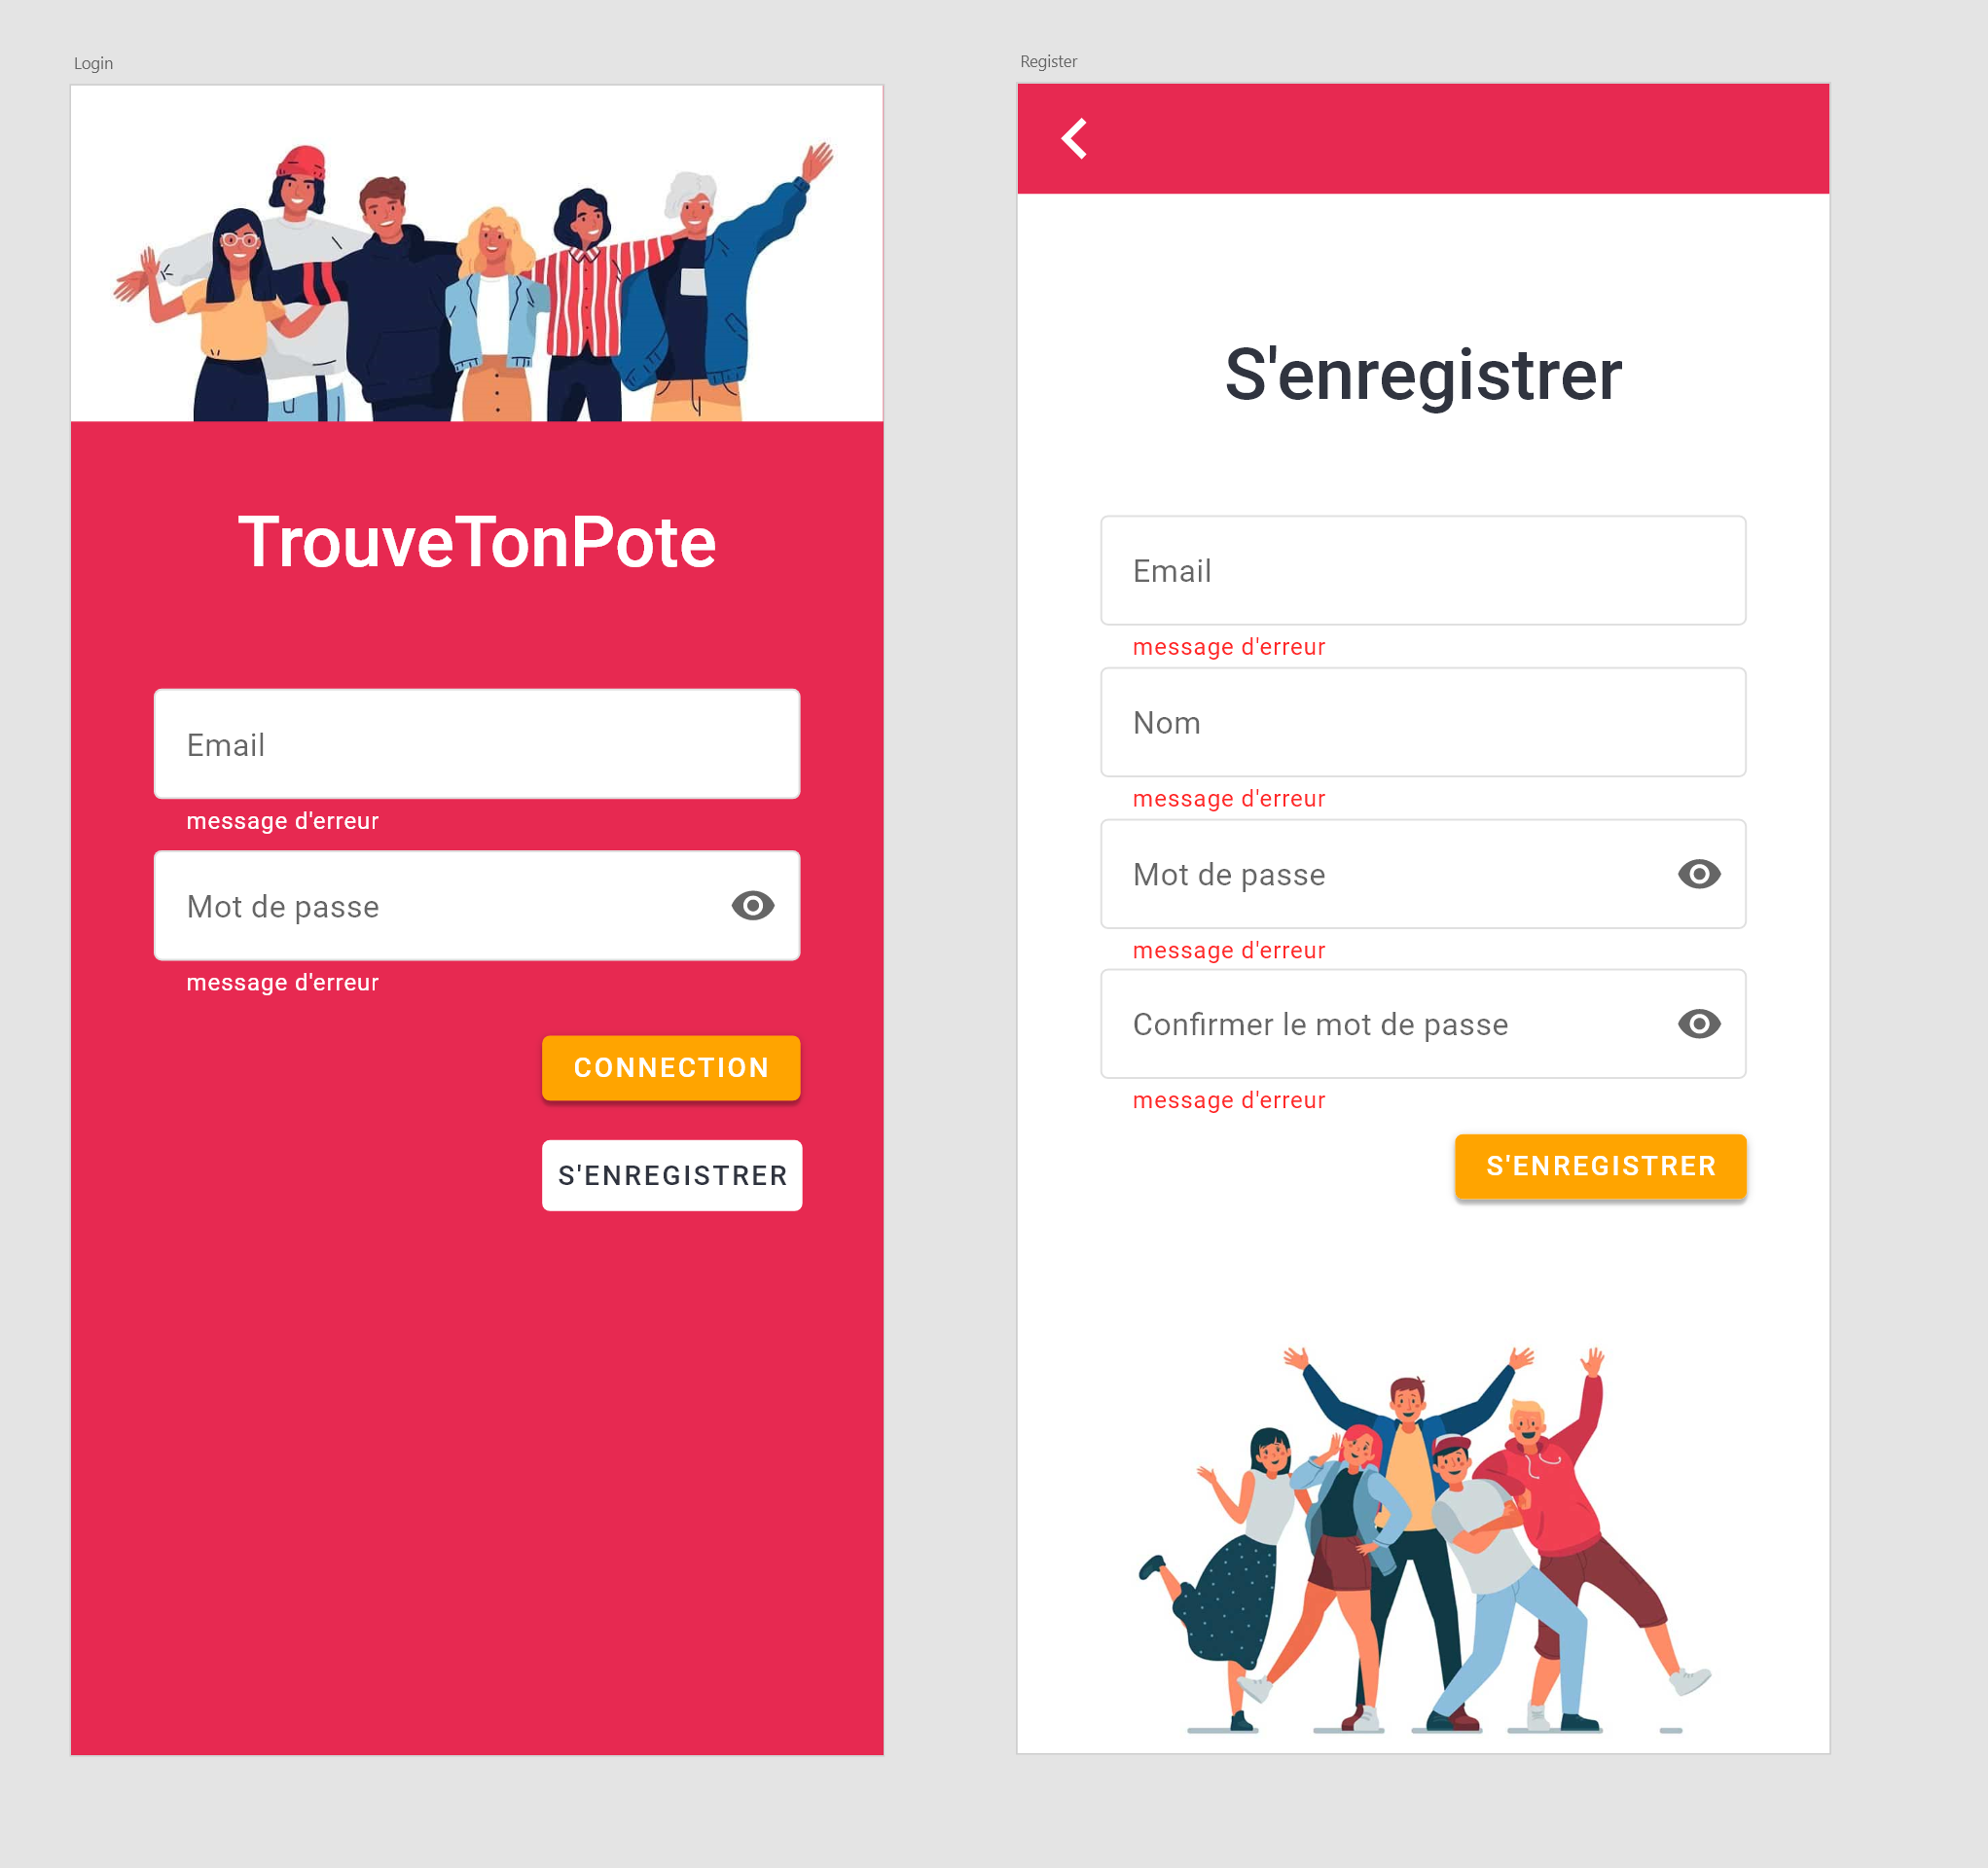 Login
TrouveTonPote
Email
message d'erreur
Mot de passe
message d'erreur
CONNECTION
S'ENREGISTRER
Register
S'enregistrer
Email
message d'erreur
Nom
message d'erreur
Mot de passe
message d'erreur
Confirmer le mot de passe
message d'erreur
S'ENREGISTRER